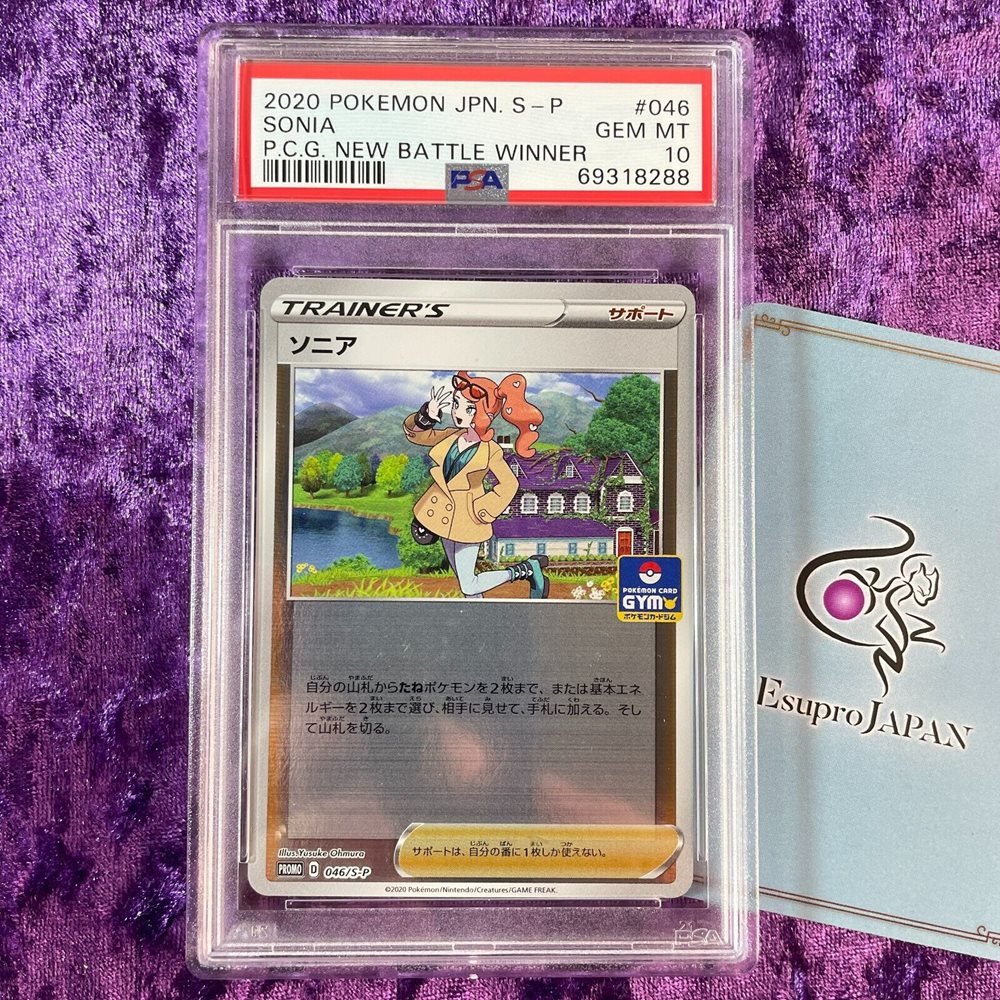 2020 POKEMON JPN. S-P #046
SONIA GEM MT
P.C.G. NEW BATTLE WINNER 10
PSA 69318288
TRAINER'S サポート
ソニア
POKÉMON CARD
GYM
ポケモンカードジム
自分の山札からたねポケモンを2枚まで、または基本エネ
ルギーを2枚まで選び、相手に見せて、手札に加える。そし
て山札を切る。
Illus. Yusuke Ohmura
サポートは、自分の番に1枚しか使えない。
PROMO D 046/S-P
©2020 Pokémon/Nintendo/Creatures/GAME FREAK.
PSA
EsuproJAPAN